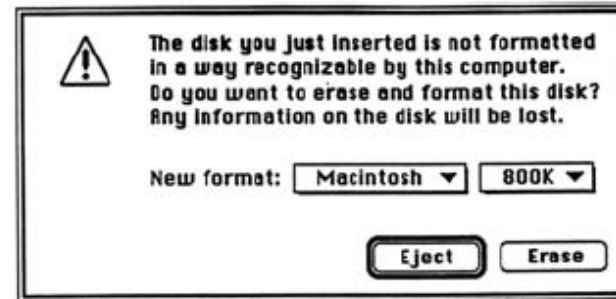 The disk you just inserted is not formatted
in a way recognizable by this computer.
Do you want to erase and format this disk?
Any information on the disk will be lost.
New format: Macintosh ▼ 800K ▼
Eject Erase